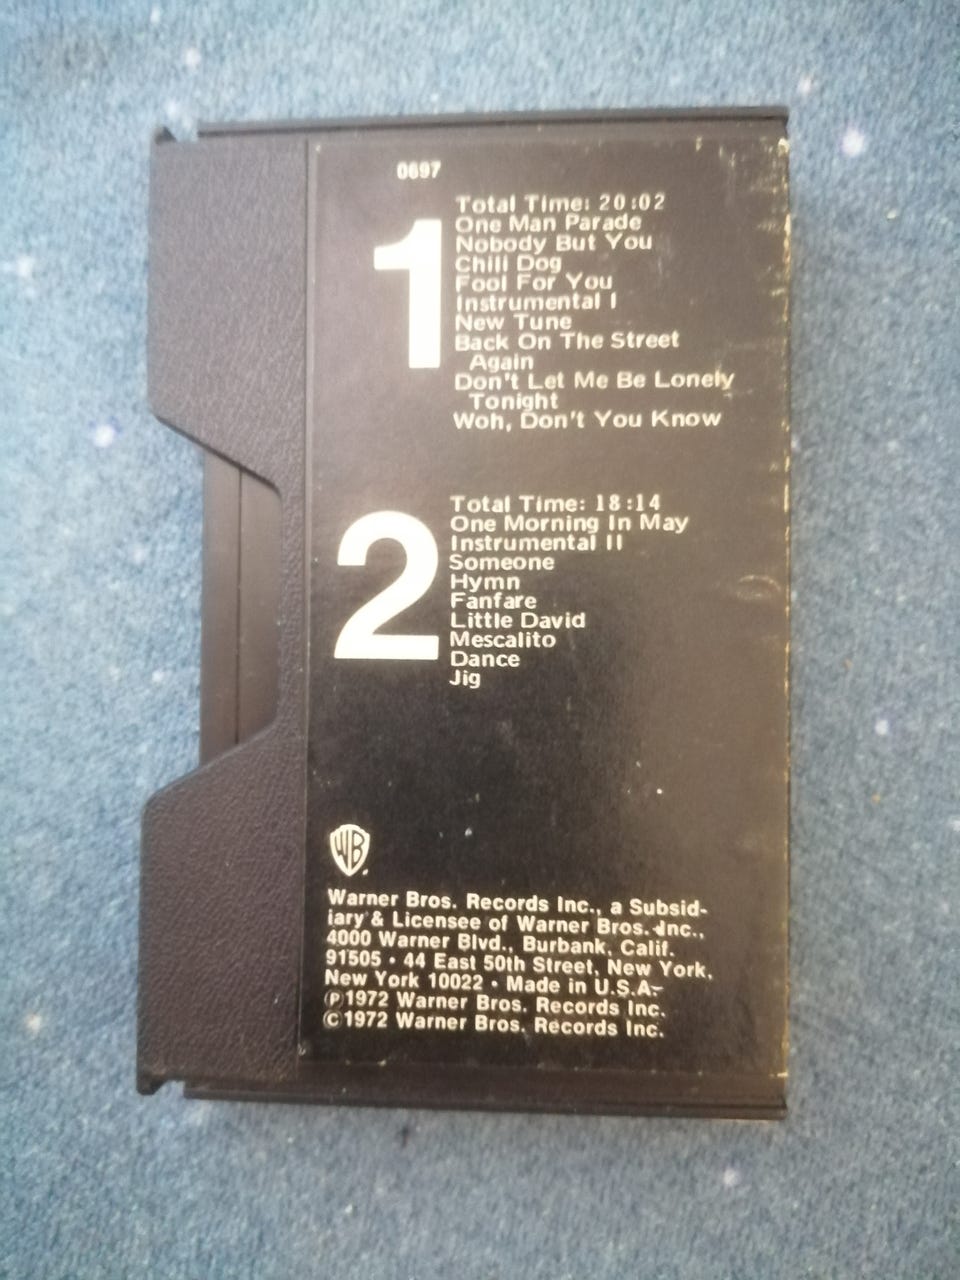 0697
1
Total Time: 20:02
One Man Parade
Nobody But You
Chili Dog
Fool For You
Instrumental I
New Tune
Back On The Street
Again
Don't Let Me Be Lonely
Tonight
Woh, Don't You Know
2
Total Time: 18:14
One Morning In May
Instrumental II
Someone
Hymn
Fanfare
Little David
Mescalito
Dance
Jig
WB
Warner Bros. Records Inc., a Subsid-
iary & Licensee of Warner Bros. Inc.,
4000 Warner Blvd., Burbank, Calif.
91505 • 44 East 50th Street, New York,
New York 10022 • Made in U.S.A.
℗1972 Warner Bros. Records Inc.
©1972 Warner Bros. Records Inc.